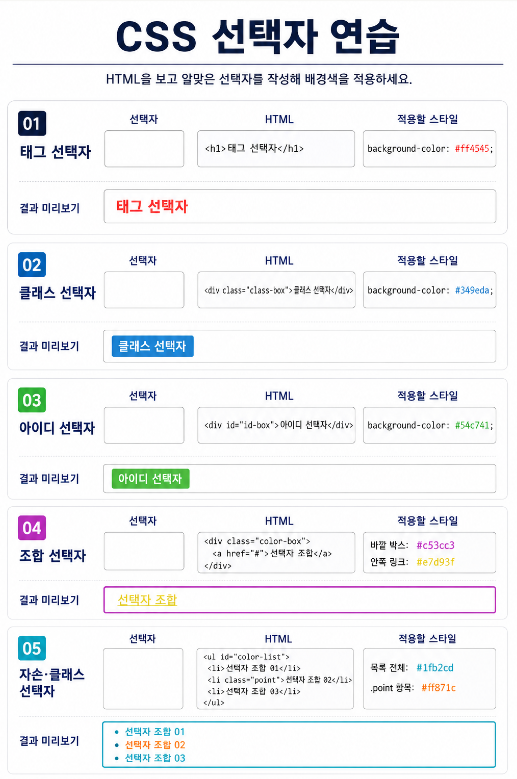 CSS 선택자 연습
HTML을 보고 알맞은 선택자를 작성해 배경색을 적용하세요.
01
태그 선택자
선택자
HTML
적용할 스타일
<h1>태그 선택자</h1>
background-color: #ff4545;
결과 미리보기
태그 선택자
02
클래스 선택자
선택자
HTML
적용할 스타일
<div class="class-box">클래스 선택자</div>
background-color: #349eda;
결과 미리보기
클래스 선택자
03
아이디 선택자
선택자
HTML
적용할 스타일
<div id="id-box">아이디 선택자</div>
background-color: #54c741;
결과 미리보기
아이디 선택자
04
조합 선택자
선택자
HTML
적용할 스타일
<div class="color-box">
<a href="#">선택자 조합</a>
</div>
바깥 박스: #c53cc3
안쪽 링크: #e7d93f
결과 미리보기
선택자 조합
05
자손·클래스
선택자
선택자
HTML
적용할 스타일
<ul id="color-list">
<li>선택자 조합 01</li>
<li class="point">선택자 조합 02</li>
<li>선택자 조합 03</li>
</ul>
목록 전체: #1fb2cd
.point 항목: #ff871c
결과 미리보기
• 선택자 조합 01
• 선택자 조합 02
• 선택자 조합 03